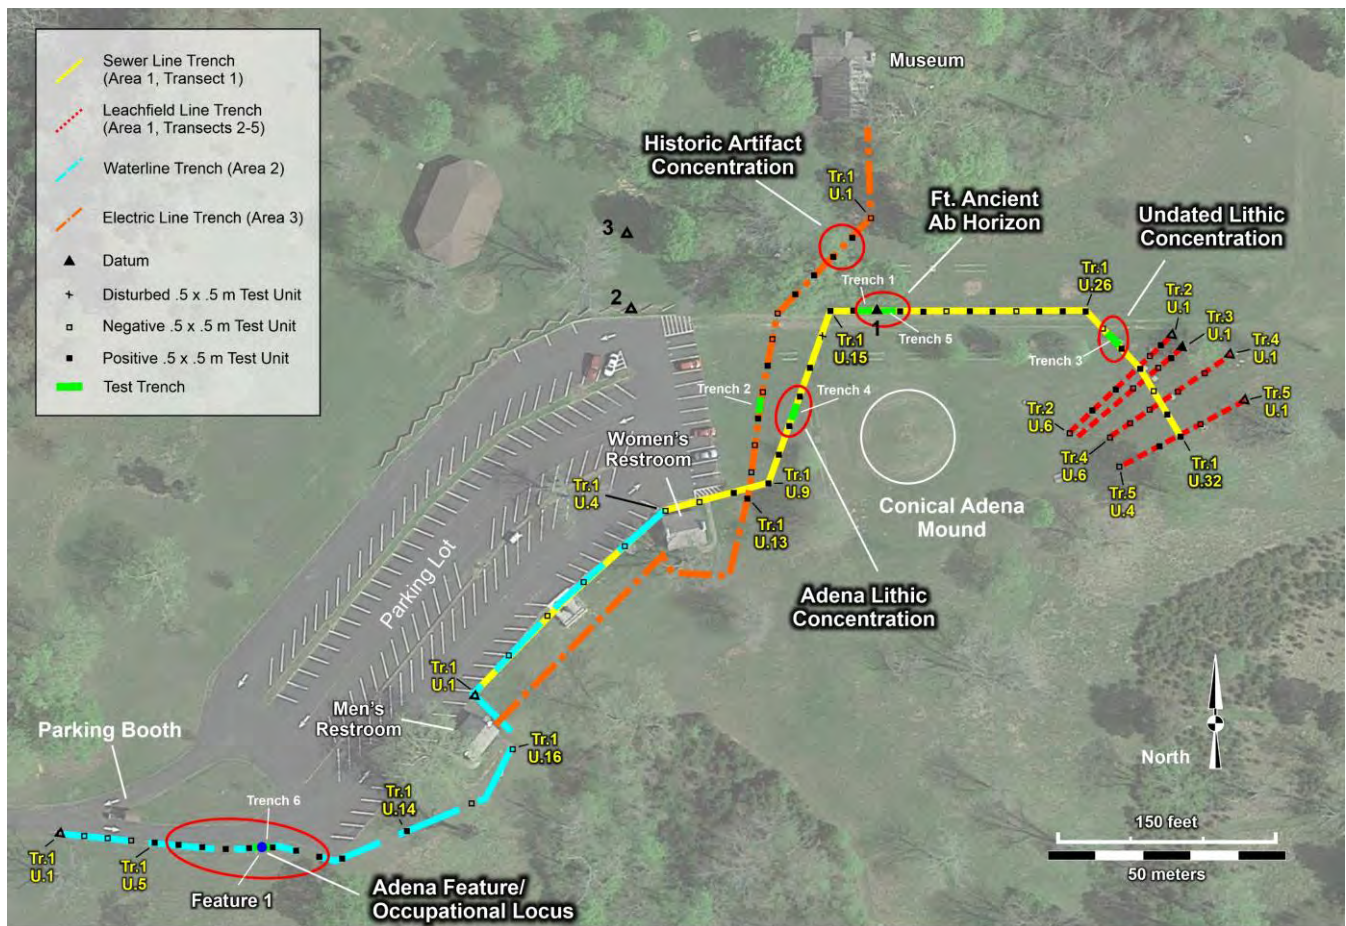 Sewer Line Trench
(Area 1, Transect 1)
Leachfield Line Trench
(Area 1, Transects 2-5)
Waterline Trench (Area 2)
Electric Line Trench (Area 3)
Datum
Disturbed .5 x .5 m Test Unit
Negative .5 x .5 m Test Unit
Positive .5 x .5 m Test Unit
Test Trench
Museum
Historic Artifact
Concentration
Tr.1
U.1
Ft. Ancient
Ab Horizon
Undated Lithic
Concentration
3
2
Trench 1
1
Trench 5
Tr.1
U.15
Tr.1
U.26
Trench 3
Tr.2
U.1
Tr.3
U.1
Tr.4
U.1
Tr.5
U.1
Tr.2
U.6
Tr.4
U.6
Tr.5
U.4
Tr.1
U.32
Trench 2
Trench 4
Women's
Restroom
Tr.1
U.4
Tr.1
U.9
Tr.1
U.13
Conical Adena
Mound
Adena Lithic
Concentration
Parking Lot
Tr.1
U.1
Men's
Restroom
Tr.1
U.16
Parking Booth
Trench 6
Tr.1
U.14
Tr.1
U.1
Tr.1
U.5
Feature 1
Adena Feature/
Occupational Locus
North
150 feet
50 meters